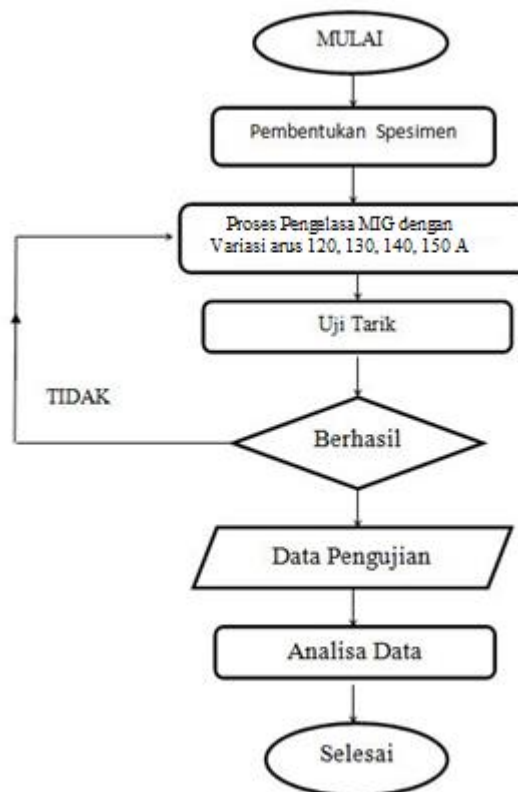 MULAI
Pembentukan Spesimen
Proses Pengelasa MIG dengan
Variasi arus 120, 130, 140, 150 A
Uji Tarik
TIDAK
Berhasil
Data Pengujian
Analisa Data
Selesai